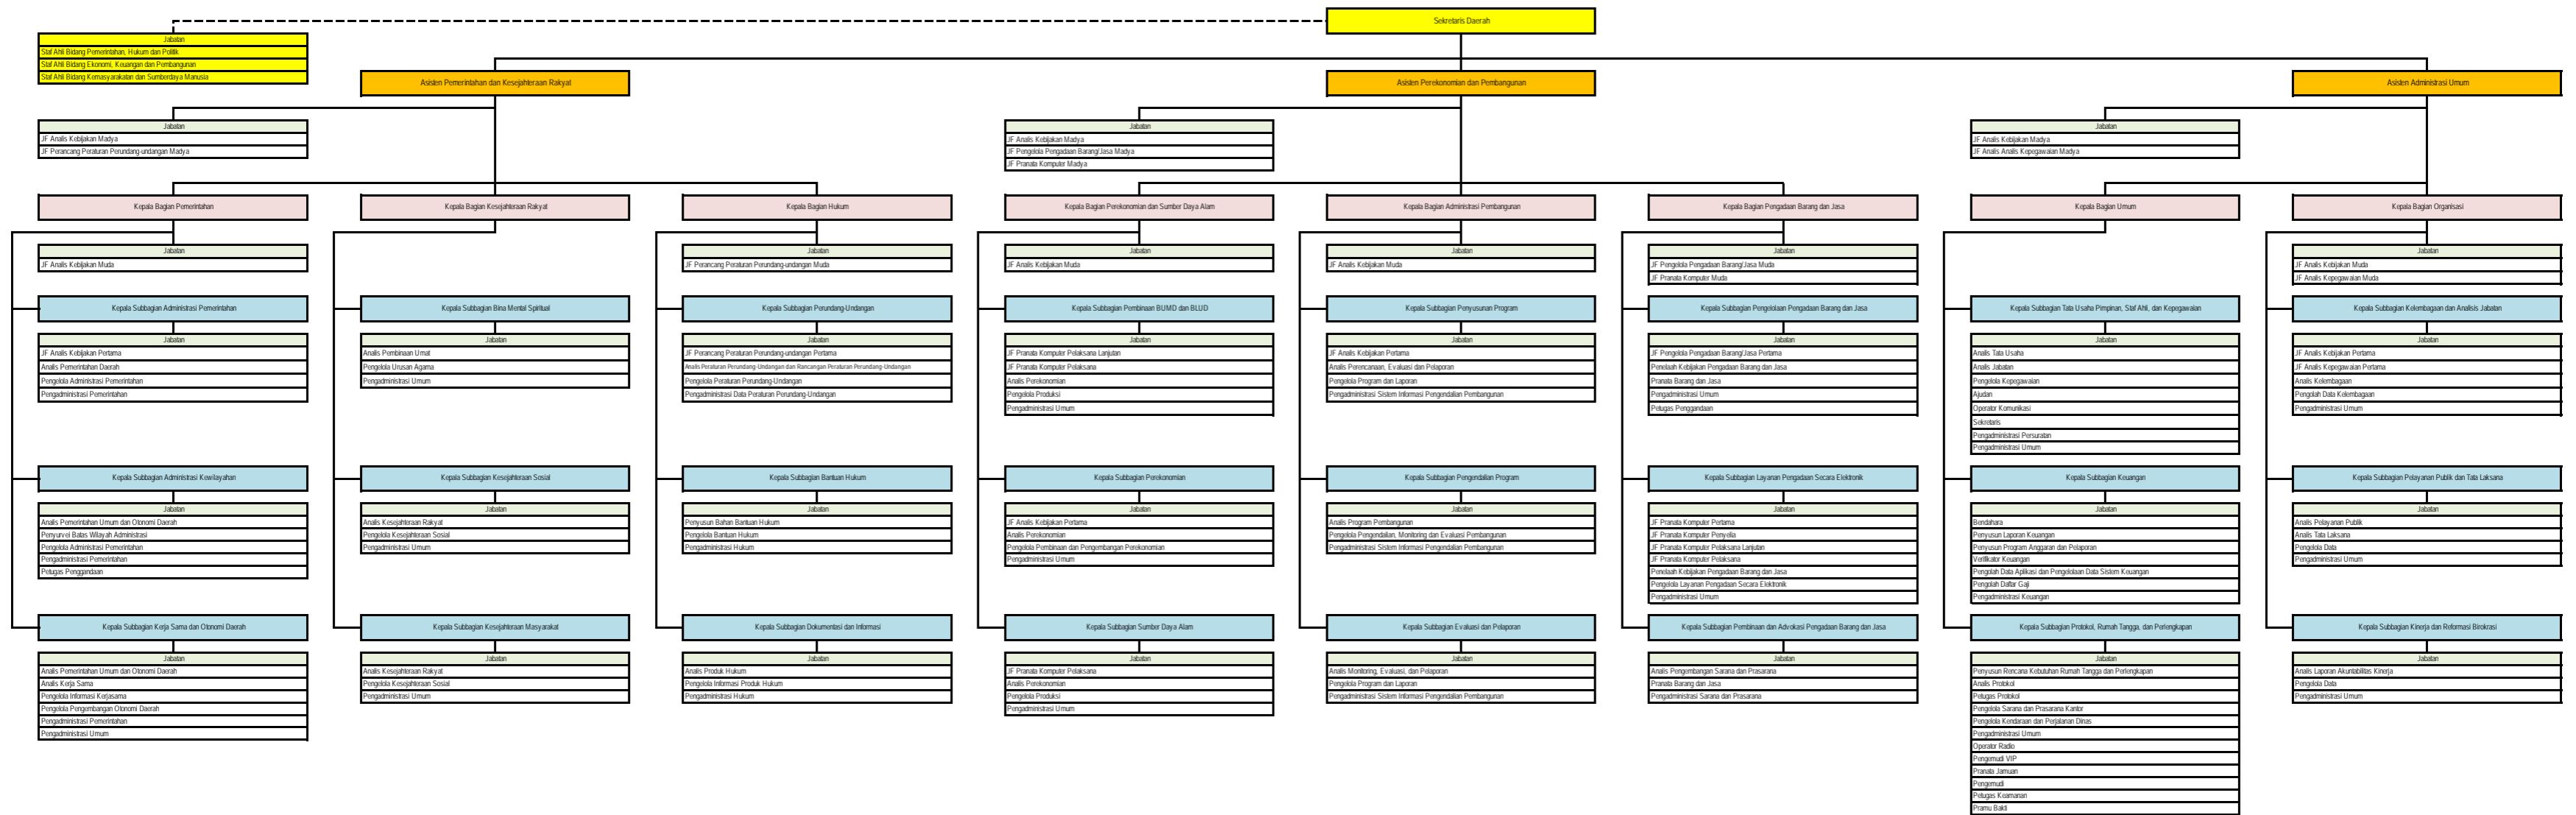 Sekretaris Daerah
Jabatan
Staf Ahli Bidang Pemerintahan, Hukum dan Politik
Staf Ahli Bidang Ekonomi, Keuangan dan Pembangunan
Staf Ahli Bidang Kemasyarakatan dan Sumberdaya Manusia
Asisten Pemerintahan dan Kesejahteraan Rakyat
Asisten Perekonomian dan Pembangunan
Asisten Administrasi Umum
Jabatan
JF Analis Kebijakan Madya
JF Perancang Peraturan Perundang-undangan Madya
Jabatan
JF Analis Kebijakan Madya
JF Pengelola Pengadaan Barang/Jasa Madya
JF Pranata Komputer Madya
Jabatan
JF Analis Kebijakan Madya
JF Analis Analis Kepegawaian Madya
Kepala Bagian Pemerintahan
Kepala Bagian Kesejahteraan Rakyat
Kepala Bagian Hukum
Kepala Bagian Perekonomian dan Sumber Daya Alam
Kepala Bagian Administrasi Pembangunan
Kepala Bagian Pengadaan Barang dan Jasa
Kepala Bagian Umum
Kepala Bagian Organisasi
Jabatan
JF Analis Kebijakan Muda
Jabatan
JF Perancang Peraturan Perundang-undangan Muda
Jabatan
JF Analis Kebijakan Muda
Jabatan
JF Analis Kebijakan Muda
Jabatan
JF Pengelola Pengadaan Barang/Jasa Muda
JF Pranata Komputer Muda
Jabatan
JF Analis Kebijakan Muda
JF Analis Kepegawaian Muda
Kepala Subbagian Administrasi Pemerintahan
Jabatan
JF Analis Kebijakan Pertama
Analis Pemerintahan Daerah
Pengelola Administrasi Pemerintahan
Pengadministrasi Pemerintahan
Kepala Subbagian Bina Mental Spiritual
Jabatan
Analis Pembinaan Umat
Pengelola Urusan Agama
Pengadministrasi Umum
Kepala Subbagian Perundang-Undangan
Jabatan
JF Perancang Peraturan Perundang-undangan Pertama
Analis Peraturan Perundang-Undangan dan Rancangan Peraturan Perundang-Undangan
Pengelola Peraturan Perundang-Undangan
Pengadministrasi Data Peraturan Perundang-Undangan
Kepala Subbagian Pembinaan BUMD dan BLUD
Jabatan
JF Pranata Komputer Pelaksana Lanjutan
JF Pranata Komputer Pelaksana
Analis Perekonomian
Pengelola Produksi
Pengadministrasi Umum
Kepala Subbagian Penyusunan Program
Jabatan
JF Analis Kebijakan Pertama
Analis Perencanaan, Evaluasi dan Pelaporan
Pengelola Program dan Laporan
Pengadministrasi Sistem Informasi Pengendalian Pembangunan
Kepala Subbagian Pengelolaan Pengadaan Barang dan Jasa
Jabatan
JF Pengelola Pengadaan Barang/Jasa Pertama
Penelaah Kebijakan Pengadaan Barang dan Jasa
Pranata Barang dan Jasa
Pengadministrasi Umum
Petugas Penggandaan
Kepala Subbagian Tata Usaha Pimpinan, Staf Ahli, dan Kepegawaian
Jabatan
Analis Tata Usaha
Analis Jabatan
Pengelola Kepegawaian
Ajudan
Operator Komunikasi
Sekretaris
Pengadministrasi Persuratan
Pengadministrasi Umum
Kepala Subbagian Kelembagaan dan Analisis Jabatan
Jabatan
JF Analis Kebijakan Pertama
JF Analis Kepegawaian Pertama
Analis Kelembagaan
Pengolah Data Kelembagaan
Pengadministrasi Umum
Kepala Subbagian Administrasi Kewilayahan
Jabatan
Analis Pemerintahan Umum dan Otonomi Daerah
Penyurvei Batas Wilayah Administrasi
Pengelola Administrasi Pemerintahan
Pengadministrasi Pemerintahan
Petugas Penggandaan
Kepala Subbagian Kesejahteraan Sosial
Jabatan
Analis Kesejahteraan Rakyat
Pengelola Kesejahteraan Sosial
Pengadministrasi Umum
Kepala Subbagian Bantuan Hukum
Jabatan
Penyusun Bahan Bantuan Hukum
Pengelola Bantuan Hukum
Pengadministrasi Hukum
Kepala Subbagian Perekonomian
Jabatan
JF Analis Kebijakan Pertama
Analis Perekonomian
Pengelola Pombinaan dan Pengembangan Perekonomian
Pengadministrasi Umum
Kepala Subbagian Pengendalian Program
Jabatan
Analis Program Pembangunan
Pengelola Pengendalian, Monitoring dan Evaluasi Pembangunan
Pengadministrasi Sistem Informasi Pengendalian Pembangunan
Kepala Subbagian Layanan Pengadaan Secara Elektronik
Jabatan
JF Pranata Komputer Pertama
JF Pranata Komputer Penyelia
JF Pranata Komputer Pelaksana Lanjutan
JF Pranata Komputer Pelaksana
Penelaah Kebijakan Pengadaan Barang dan Jasa
Pengelola Layanan Pengadaan Secara Elektronik
Pengadministrasi Umum
Kepala Subbagian Keuangan
Jabatan
Bendahara
Penyusun Laporan Keuangan
Penyusun Program Anggaran dan Pelaporan
Verifikator Keuangan
Pengolah Data Aplikasi dan Pengelolaan Data Sistem Keuangan
Pengolah Daftar Gaji
Pengadministrasi Keuangan
Kepala Subbagian Pelayanan Publik dan Tata Laksana
Jabatan
Analis Pelayanan Publik
Analis Tata Laksana
Pengelola Data
Pengadministrasi Umum
Kepala Subbagian Kerja Sama dan Otonomi Daerah
Jabatan
Analis Pemerintahan Umum dan Otonomi Daerah
Analis Kerja Sama
Pengelola Informasi Kerjasama
Pengelola Pengembangan Otonomi Daerah
Pengadministrasi Pemerintahan
Pengadministrasi Umum
Kepala Subbagian Kesejahteraan Masyarakat
Jabatan
Analis Kesejahteraan Rakyat
Pengelola Kesejahteraan Sosial
Pengadministrasi Umum
Kepala Subbagian Dokumentasi dan Informasi
Jabatan
Analis Produk Hukum
Pengelola Informasi Produk Hukum
Pengadministrasi Hukum
Kepala Subbagian Sumber Daya Alam
Jabatan
JF Pranata Komputer Pelaksana
Analis Perekonomian
Pengelola Produksi
Pengadministrasi Umum
Kepala Subbagian Evaluasi dan Pelaporan
Jabatan
Analis Monitoring, Evaluasi, dan Pelaporan
Pengelola Program dan Laporan
Pengadministrasi Sistem Informasi Pengendalian Pembangunan
Kepala Subbagian Pembinaan dan Advokasi Pengadaan Barang dan Jasa
Jabatan
Analis Pengembangan Sarana dan Prasarana
Pranata Barang dan Jasa
Pengadministrasi Sarana dan Prasarana
Kepala Subbagian Protokol, Rumah Tangga, dan Perlengkapan
Jabatan
Penyusun Rencana Kebutuhan Rumah Tangga dan Perlengkapan
Analis Protokol
Petugas Protokol
Pengelola Sarana dan Prasarana Kantor
Pengelola Kendaraan dan Perjalanan Dinas
Pengadministrasi Umum
Operator Radio
Pengemudi VIP
Pranata Jamuan
Pengemudi
Petugas Keamanan
Pramu Bakti
Kepala Subbagian Kinerja dan Reformasi Birokrasi
Jabatan
Analis Laporan Akuntabilitas Kinerja
Pengelola Data
Pengadministrasi Umum